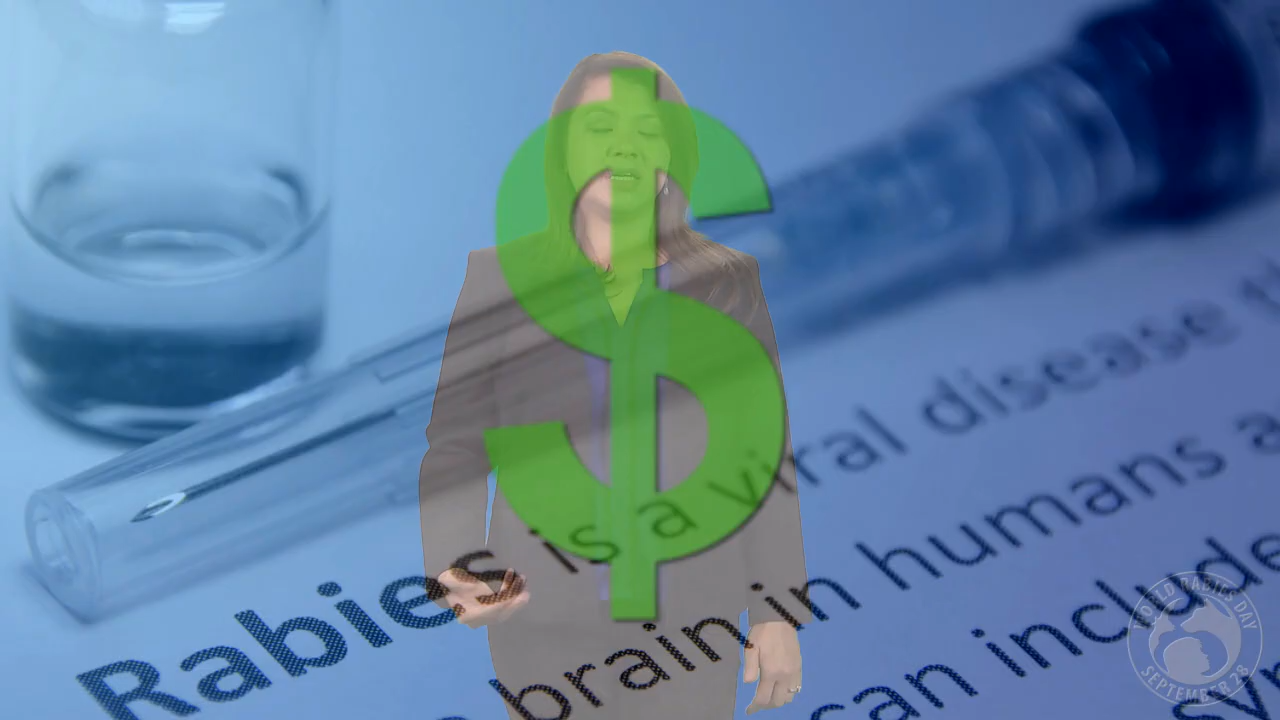 $
Rabies is a viral disease
brain in humans
can include
WORLD RABIES DAY
SEPTEMBER 28